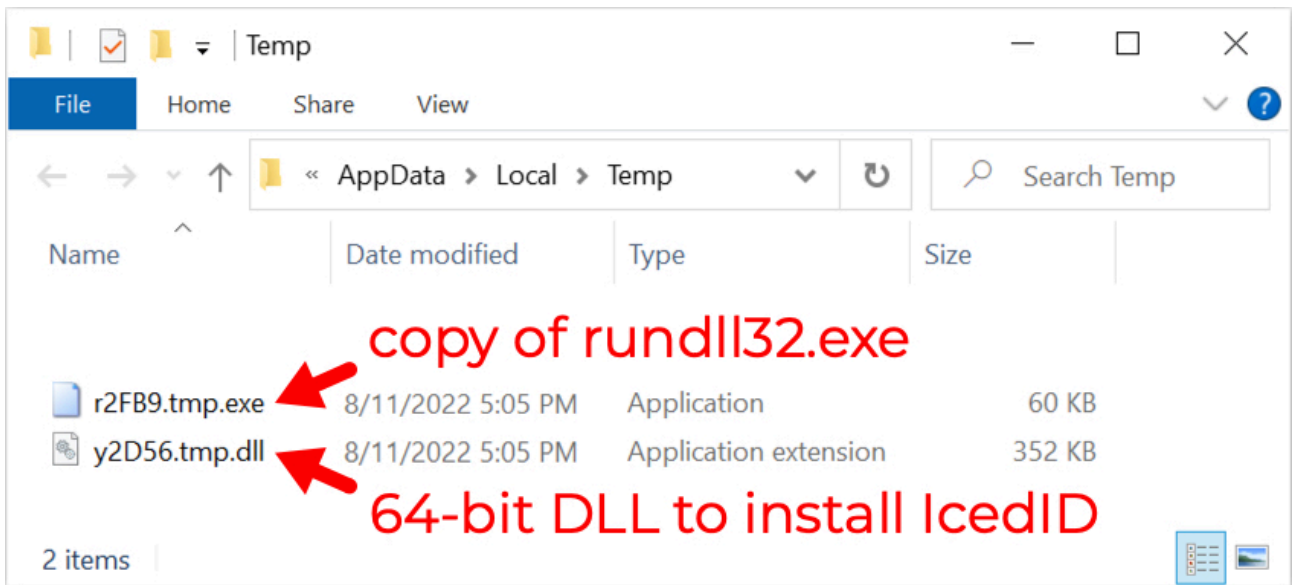 Temp
File Home Share View
« AppData Local Temp Search Temp
Name Date modified Type Size
copy of rundll32.exe
r2FB9.tmp.exe 8/11/2022 5:05 PM Application 60 KB
y2D56.tmp.dll 8/11/2022 5:05 PM Application extension 352 KB
64-bit DLL to install IcedID
2 items